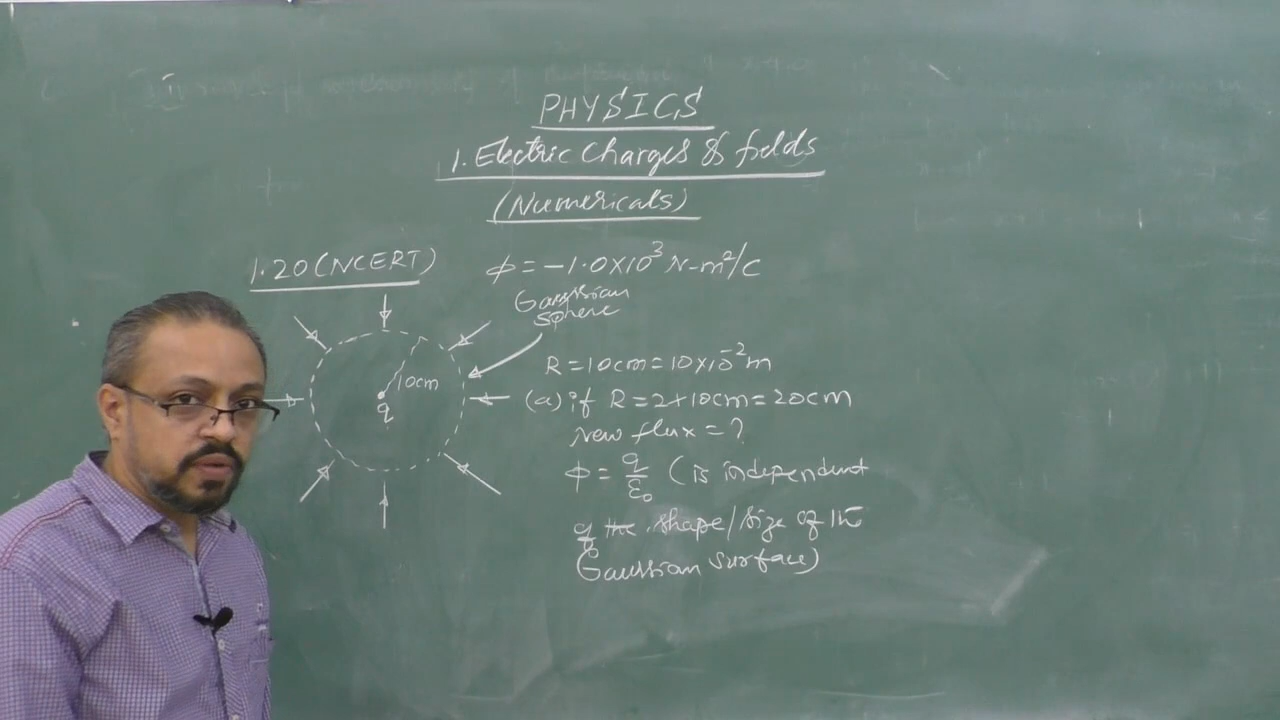 PHYSICS
1. Electric Charges & fields
(Numericals)
1.20 (NCERT)
ϕ = -1.0×10³ N-m²/C
Gaussian
sphere
10cm
q
R = 10cm = 10×10⁻²m
(a) if R = 2×10cm = 20cm
New flux = ?
ϕ = q/ε₀ (is independent
of the shape/size of the
Gaussian surface)